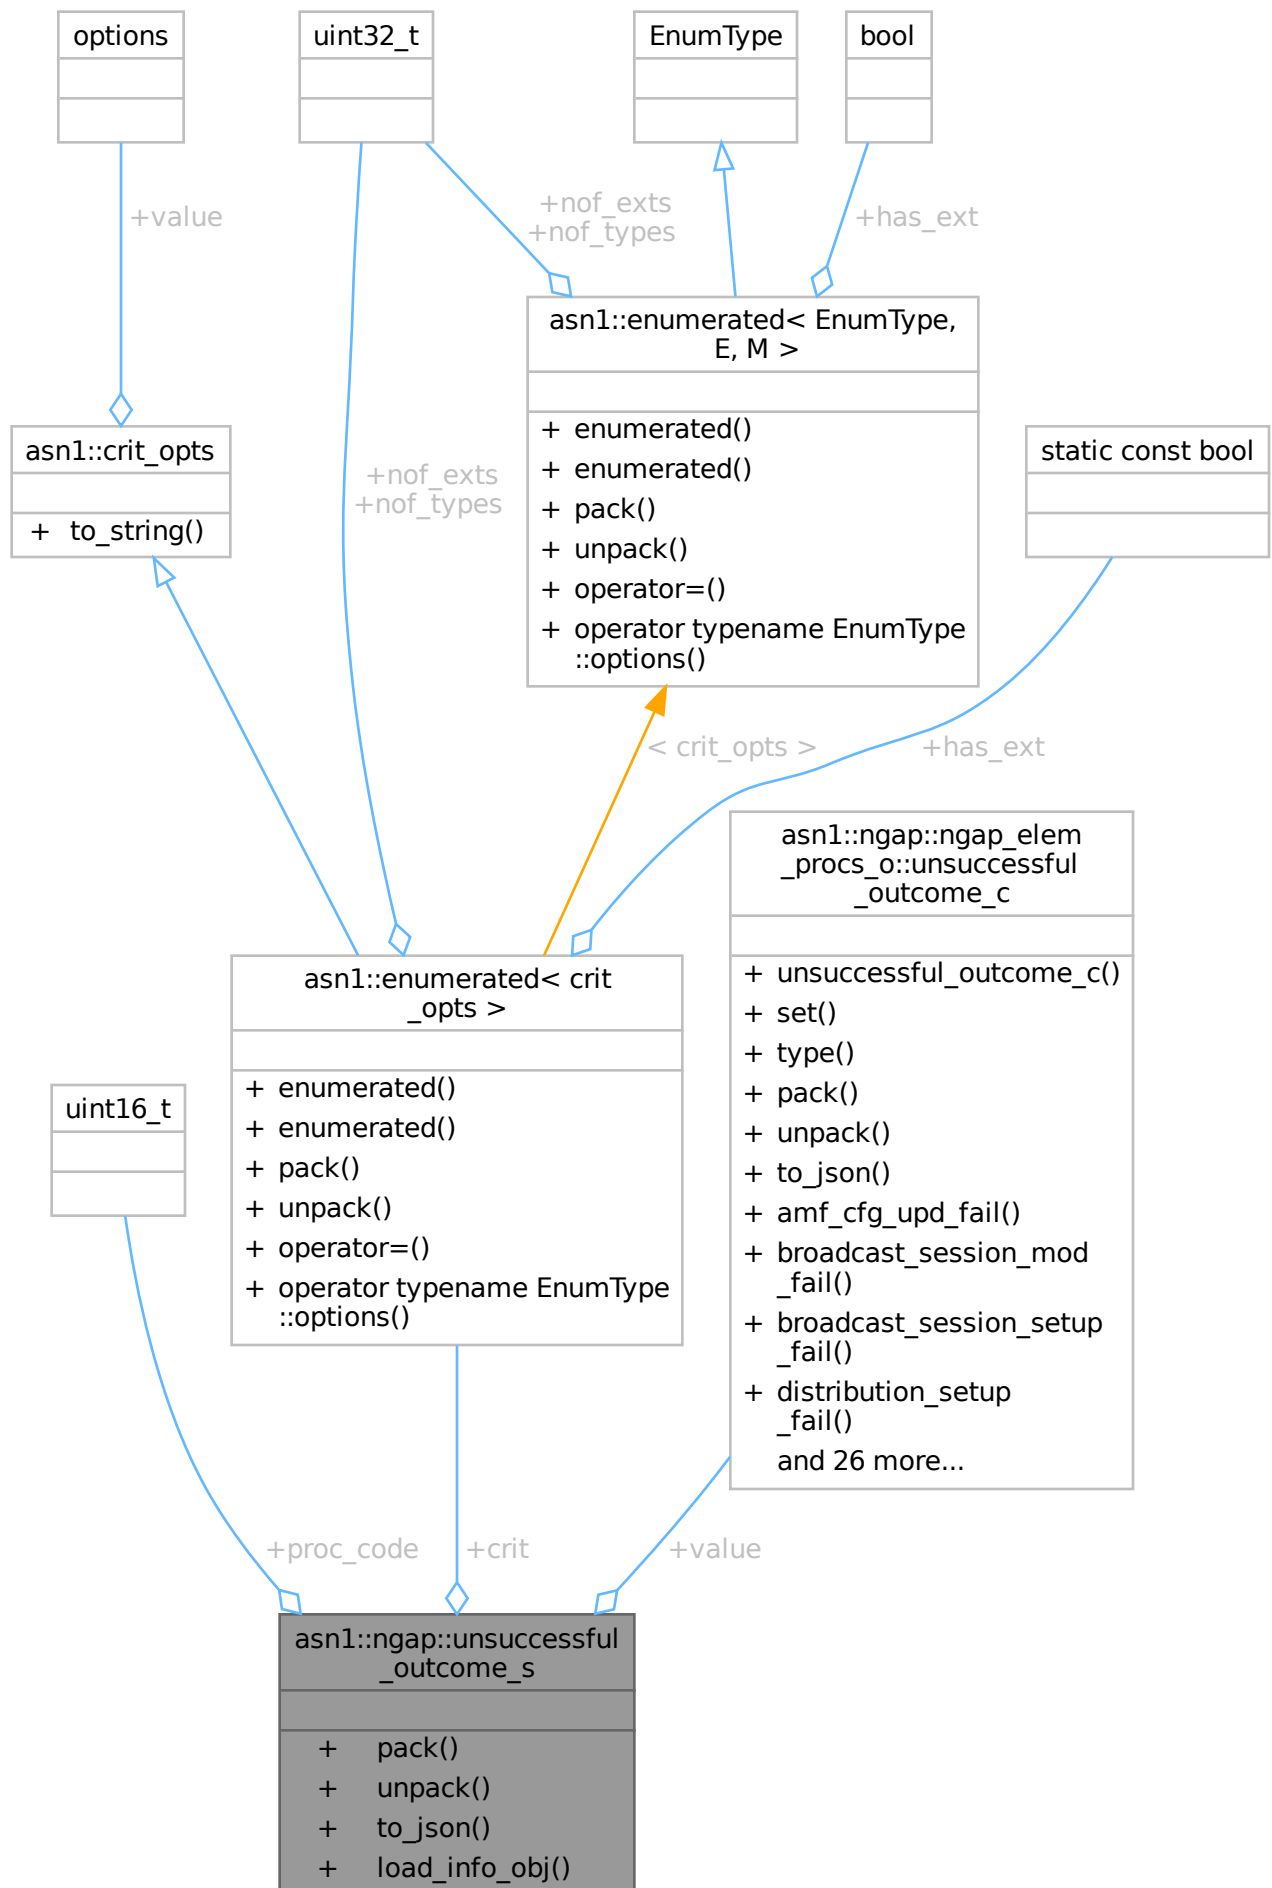 options
uint32_t
EnumType
bool
+value
+nof_exts
+nof_types
+has_ext
asn1::enumerated< EnumType,
E, M >
+ enumerated()
+ enumerated()
+ pack()
+ unpack()
+ operator=()
+ operator typename EnumType
::options()
asn1::crit_opts
+ to_string()
+nof_exts
+nof_types
static const bool
< crit_opts >
+has_ext
asn1::ngap::ngap_elem
_procs_o::unsuccessful
_outcome_c
+ unsuccessful_outcome_c()
+ set()
+ type()
+ pack()
+ unpack()
+ to_json()
+ amf_cfg_upd_fail()
+ broadcast_session_mod
_fail()
+ broadcast_session_setup
_fail()
+ distribution_setup
_fail()
and 26 more...
asn1::enumerated< crit
_opts >
+ enumerated()
+ enumerated()
+ pack()
+ unpack()
+ operator=()
+ operator typename EnumType
::options()
uint16_t
+proc_code
+crit
+value
asn1::ngap::unsuccessful
_outcome_s
+ pack()
+ unpack()
+ to_json()
+ load_info_obj()